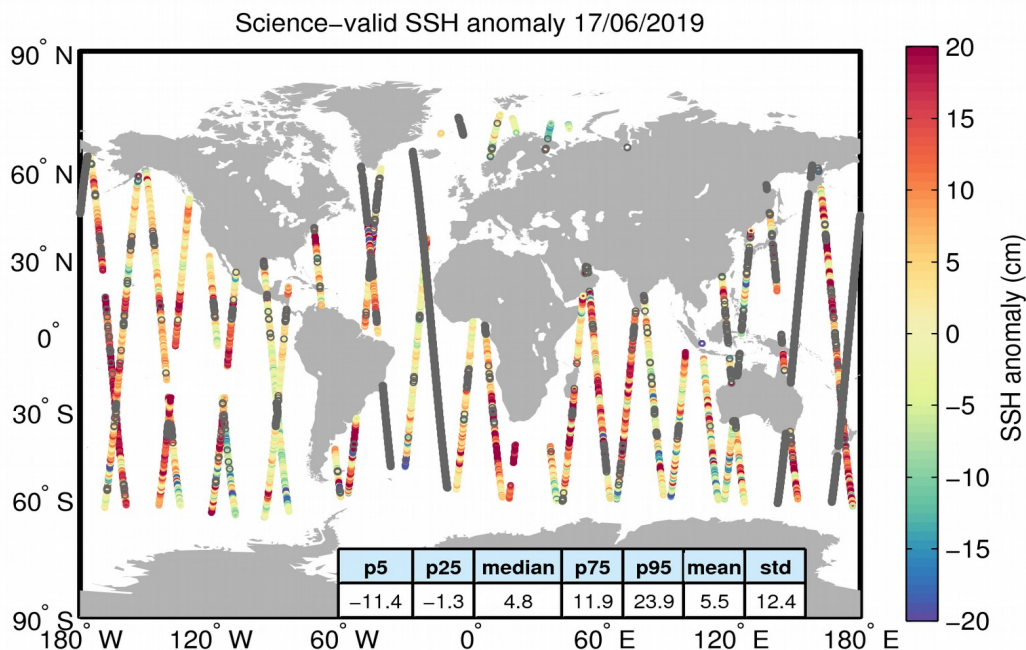 Science−valid SSH anomaly 17/06/2019
90° N
60° N
30° N
0°
30° S
60° S
90° S
180° W
120° W
60° W
0°
60° E
120° E
180° E
p5 p25 median p75 p95 mean std
−11.4 −1.3 4.8 11.9 23.9 5.5 12.4
20
15
10
5
0
−5
−10
−15
−20
SSH anomaly (cm)